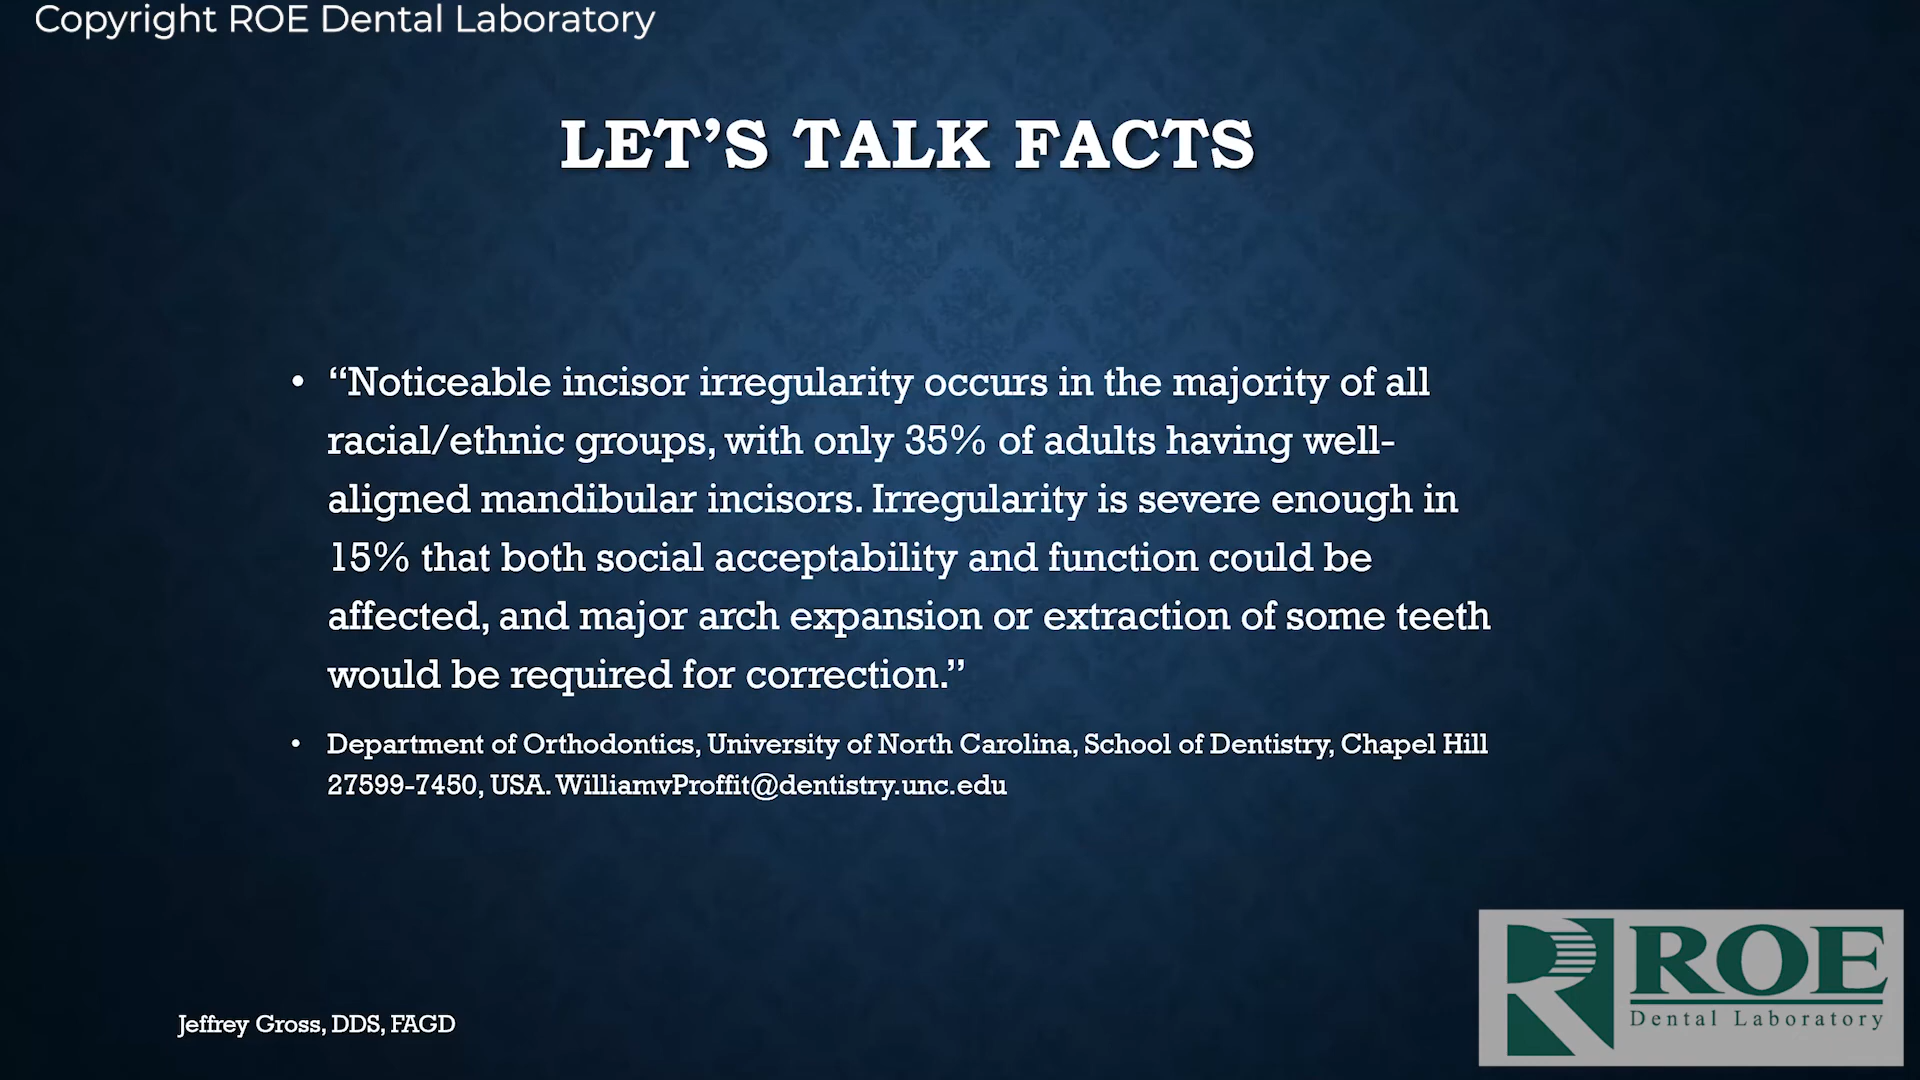 Copyright ROE Dental Laboratory
LET’S TALK FACTS
• “Noticeable incisor irregularity occurs in the majority of all
racial/ethnic groups, with only 35% of adults having well-
aligned mandibular incisors. Irregularity is severe enough in
15% that both social acceptability and function could be
affected, and major arch expansion or extraction of some teeth
would be required for correction.”
• Department of Orthodontics, University of North Carolina, School of Dentistry, Chapel Hill
27599-7450, USA. WilliamvProffit@dentistry.unc.edu
Jeffrey Gross, DDS, FAGD
ROE
Dental Laboratory